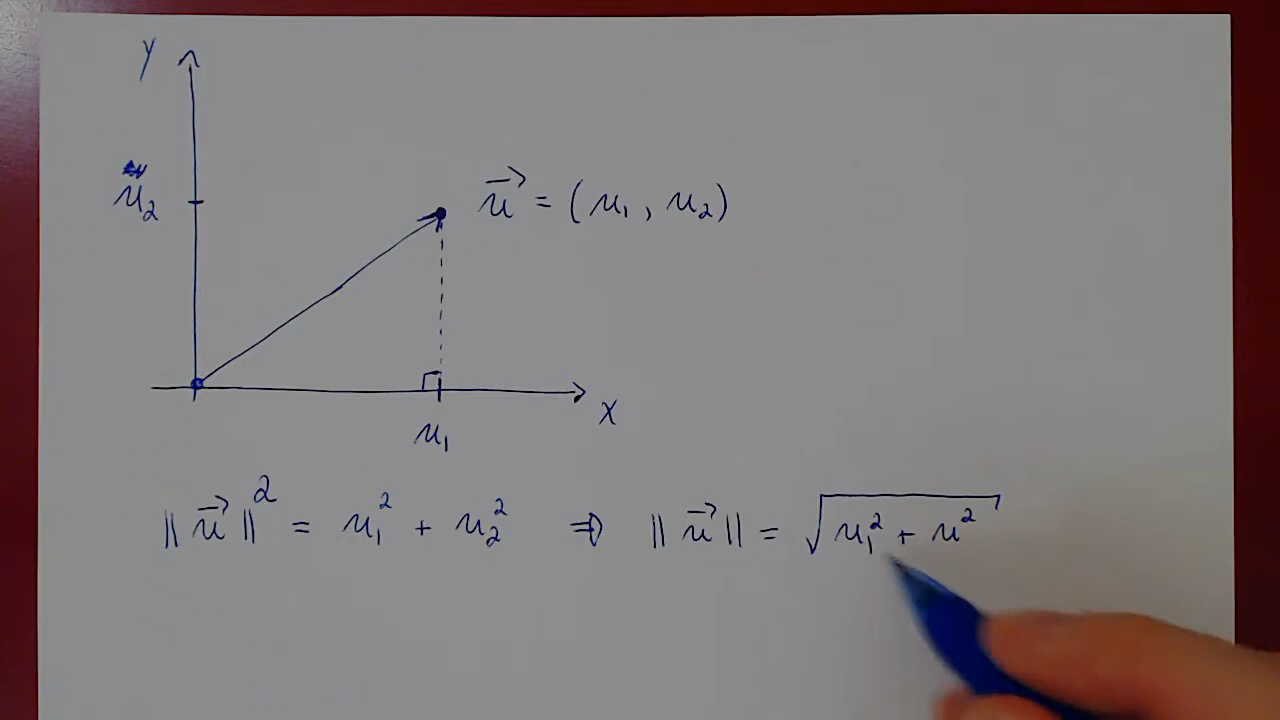 y
u₂
u⃗ = (u₁, u₂)
x
u₁
‖u⃗‖² = u₁² + u₂² ⇒ ‖u⃗‖ = √(u₁² + u²)